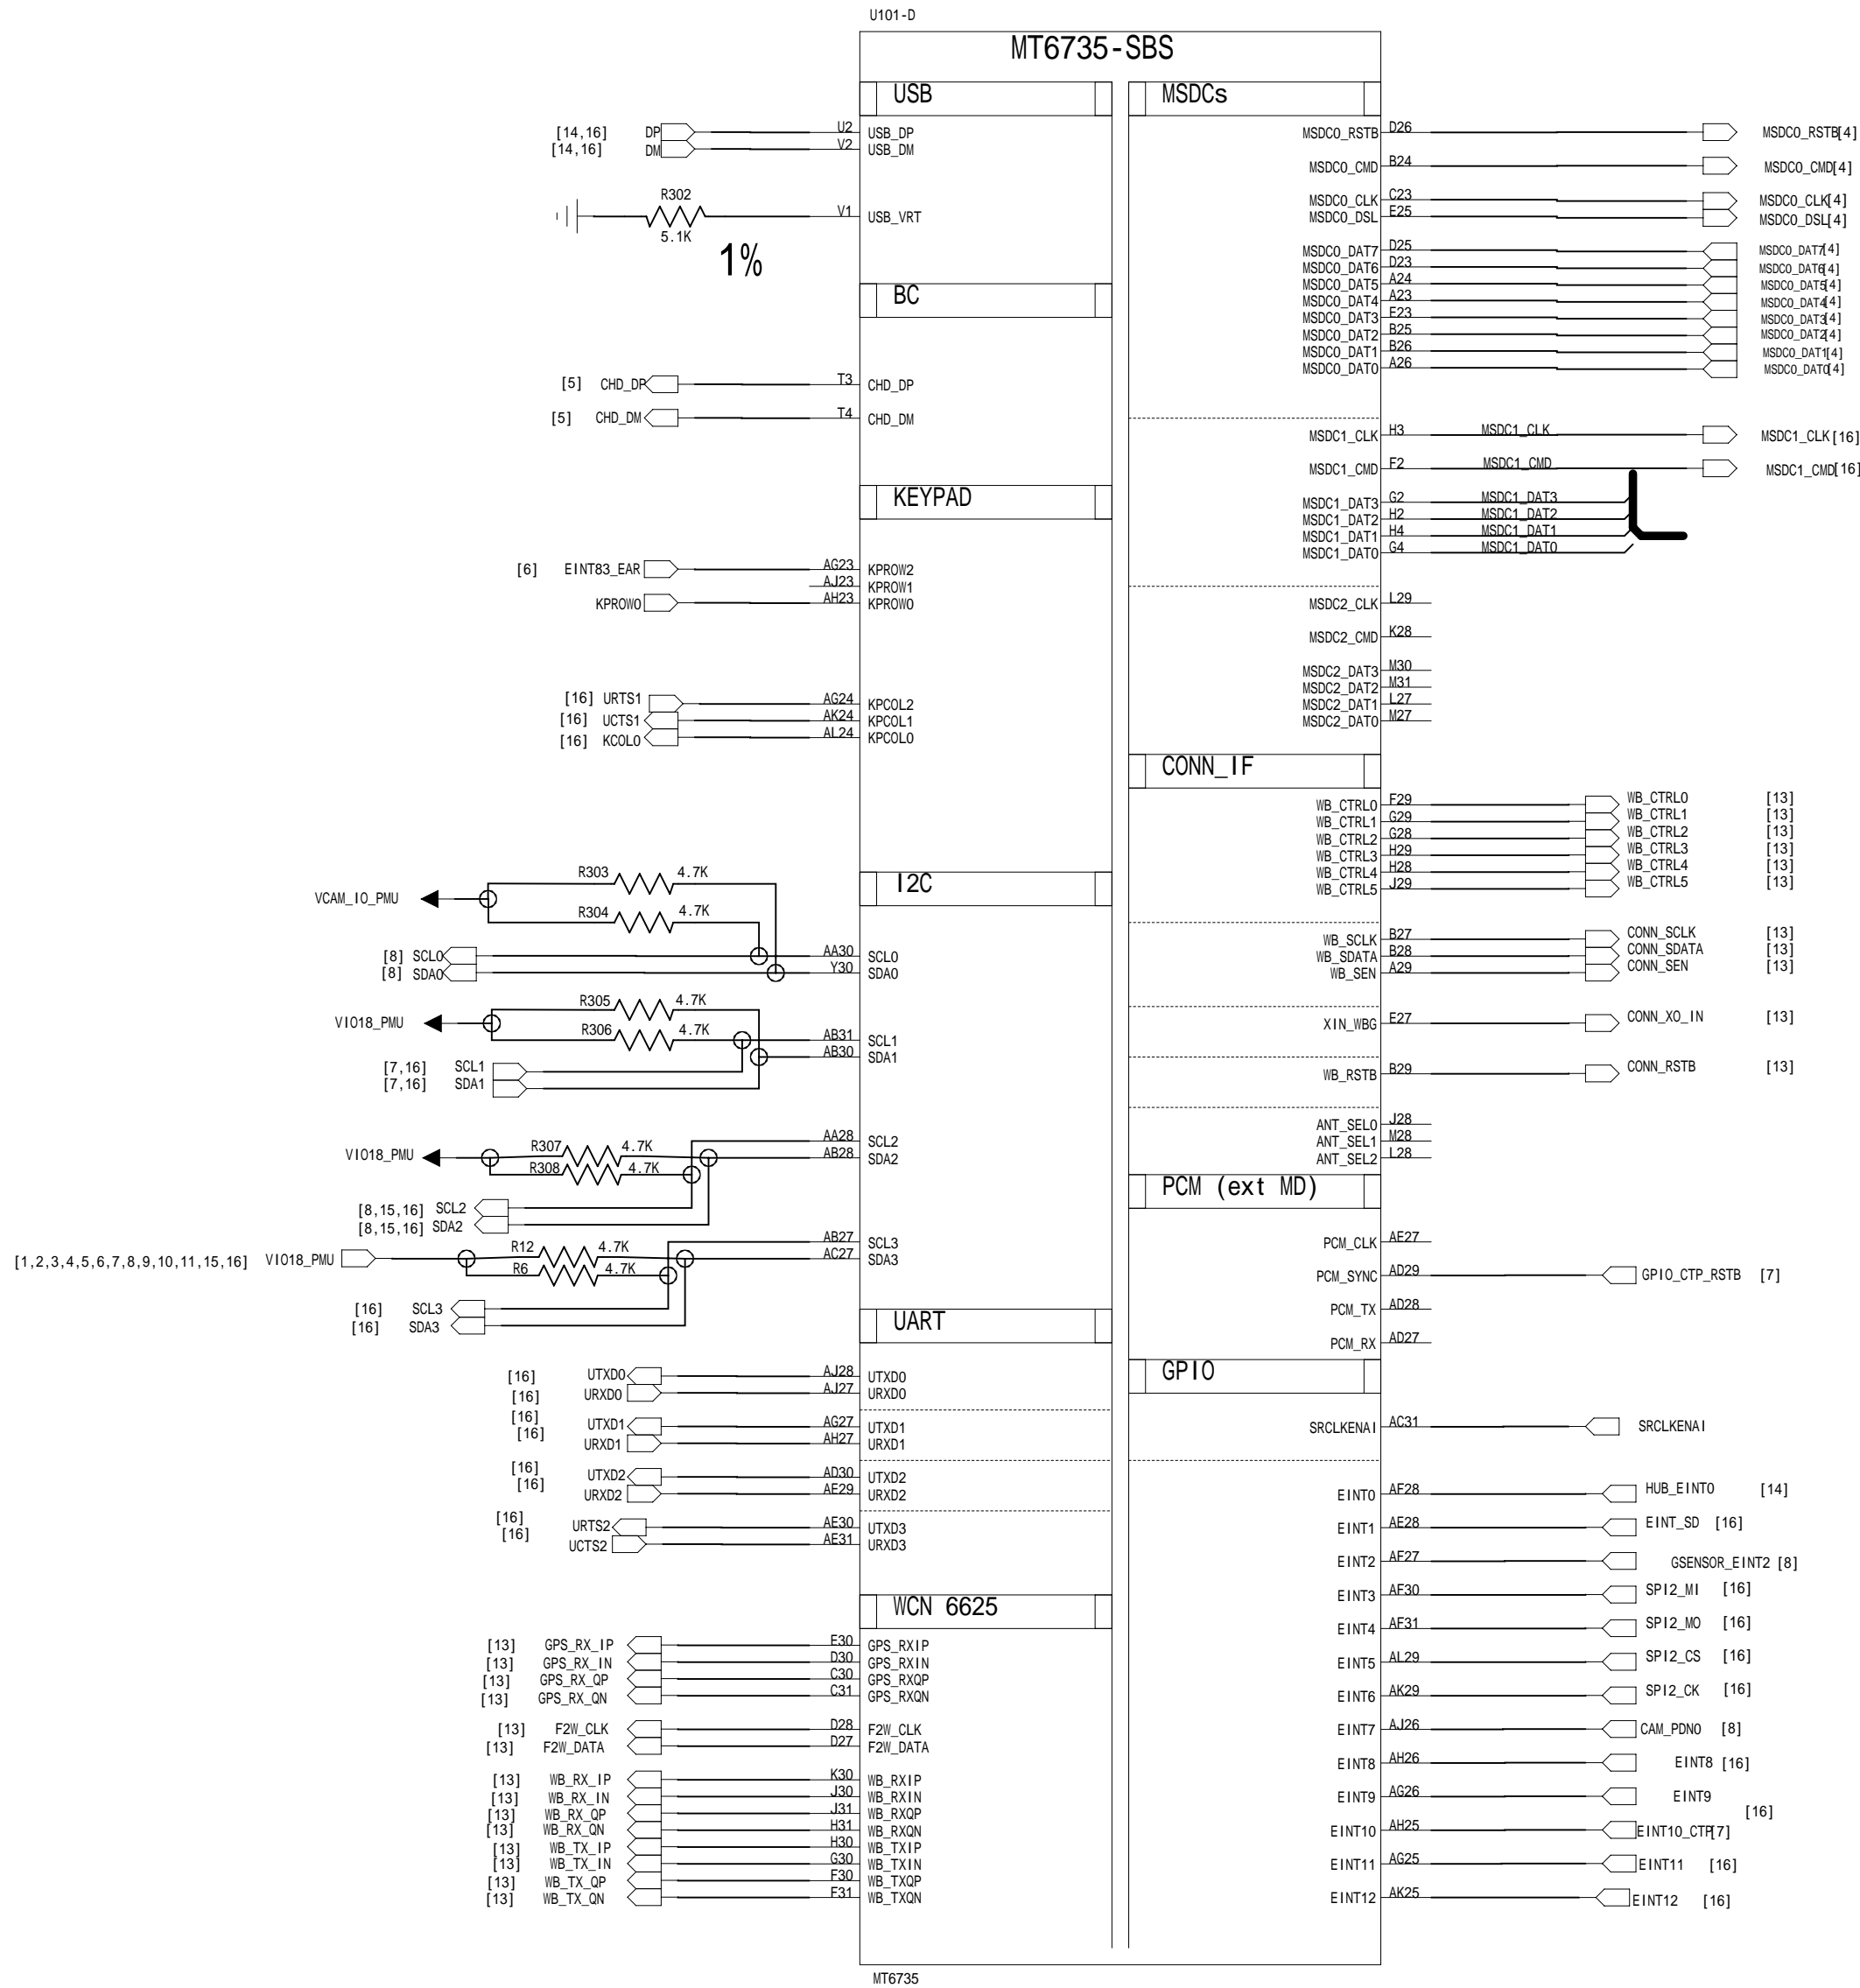 U101-D
MT6735-SBS
USB
[14,16] DP U2 USB_DP
[14,16] DM V2 USB_DM
R302
5.1K
V1 USB_VRT
1%
BC
[5] CHD_DP T3 CHD_DP
[5] CHD_DM T4 CHD_DM
KEYPAD
[6] EINT83_EAR AG23 KPROW2
AJ23 KPROW1
KPROW0 AH23 KPROW0
[16] URTS1 AG24 KPCOL2
[16] UCTS1 AK24 KPCOL1
[16] KCOL0 AL24 KPCOL0
I2C
R303 4.7K
VCAM_IO_PMU
R304 4.7K
[8] SCL0 AA30 SCL0
[8] SDA0 Y30 SDA0
R305 4.7K
VIO18_PMU
R306 4.7K
AB31 SCL1
AB30 SDA1
[7,16] SCL1
[7,16] SDA1
AA28 SCL2
R307 4.7K
VIO18_PMU
AB28 SDA2
R308 4.7K
[8,15,16] SCL2
[8,15,16] SDA2
AB27 SCL3
R12 4.7K
[1,2,3,4,5,6,7,8,9,10,11,15,16] VIO18_PMU
AC27 SDA3
R6 4.7K
[16] SCL3
[16] SDA3
UART
[16] UTXD0 AJ28 UTXD0
[16] URXD0 AJ27 URXD0
[16] UTXD1 AG27 UTXD1
[16] URXD1 AH27 URXD1
[16] UTXD2 AD30 UTXD2
[16] URXD2 AE29 URXD2
[16] URTS2 AE30 UTXD3
[16] UCTS2 AE31 URXD3
WCN 6625
[13] GPS_RX_IP E30 GPS_RXIP
[13] GPS_RX_IN D30 GPS_RXIN
[13] GPS_RX_QP C30 GPS_RXQP
[13] GPS_RX_QN C31 GPS_RXQN
[13] F2W_CLK D28 F2W_CLK
[13] F2W_DATA D27 F2W_DATA
[13] WB_RX_IP K30 WB_RXIP
[13] WB_RX_IN J30 WB_RXIN
[13] WB_RX_QP J31 WB_RXQP
[13] WB_RX_QN H31 WB_RXQN
[13] WB_TX_IP H30 WB_TXIP
[13] WB_TX_IN G30 WB_TXIN
[13] WB_TX_QP F30 WB_TXQP
[13] WB_TX_QN F31 WB_TXQN
MSDCs
MSDC0_RSTB D26 MSDC0_RSTB[4]
MSDC0_CMD B24 MSDC0_CMD[4]
MSDC0_CLK C23 MSDC0_CLK[4]
MSDC0_DSL E25 MSDC0_DSL[4]
MSDC0_DAT7 D25 MSDC0_DAT7[4]
MSDC0_DAT6 D23 MSDC0_DAT6[4]
MSDC0_DAT5 A24 MSDC0_DAT5[4]
MSDC0_DAT4 A23 MSDC0_DAT4[4]
MSDC0_DAT3 E23 MSDC0_DAT3[4]
MSDC0_DAT2 B25 MSDC0_DAT2[4]
MSDC0_DAT1 B26 MSDC0_DAT1[4]
MSDC0_DAT0 A26 MSDC0_DAT0[4]
MSDC1_CLK H3 MSDC1_CLK MSDC1_CLK[16]
MSDC1_CMD F2 MSDC1_CMD MSDC1_CMD[16]
MSDC1_DAT3 G2 MSDC1_DAT3
MSDC1_DAT2 H2 MSDC1_DAT2
MSDC1_DAT1 H4 MSDC1_DAT1
MSDC1_DAT0 G4 MSDC1_DAT0
MSDC2_CLK L29
MSDC2_CMD K28
MSDC2_DAT3 M30
MSDC2_DAT2 M31
MSDC2_DAT1 L27
MSDC2_DAT0 M27
CONN_IF
WB_CTRL0 F29 WB_CTRL0 [13]
WB_CTRL1 G29 WB_CTRL1 [13]
WB_CTRL2 G28 WB_CTRL2 [13]
WB_CTRL3 H29 WB_CTRL3 [13]
WB_CTRL4 H28 WB_CTRL4 [13]
WB_CTRL5 J29 WB_CTRL5 [13]
WB_SCLK B27 CONN_SCLK [13]
WB_SDATA B28 CONN_SDATA [13]
WB_SEN A29 CONN_SEN [13]
XIN_WBG E27 CONN_XO_IN [13]
WB_RSTB B29 CONN_RSTB [13]
ANT_SEL0 J28
ANT_SEL1 M28
ANT_SEL2 L28
PCM (ext MD)
PCM_CLK AE27
PCM_SYNC AD29 GPIO_CTP_RSTB [7]
PCM_TX AD28
PCM_RX AD27
GPIO
SRCLKENAI AC31 SRCLKENAI
EINT0 AF28 HUB_EINT0 [14]
EINT1 AE28 EINT_SD [16]
EINT2 AF27 GSENSOR_EINT2 [8]
EINT3 AF30 SPI2_MI [16]
EINT4 AF31 SPI2_MO [16]
EINT5 AL29 SPI2_CS [16]
EINT6 AK29 SPI2_CK [16]
EINT7 AJ26 CAM_PDN0 [8]
EINT8 AH26 EINT8 [16]
EINT9 AG26 EINT9
[16]
EINT10 AH25 EINT10_CTP[7]
EINT11 AG25 EINT11 [16]
EINT12 AK25 EINT12 [16]
MT6735